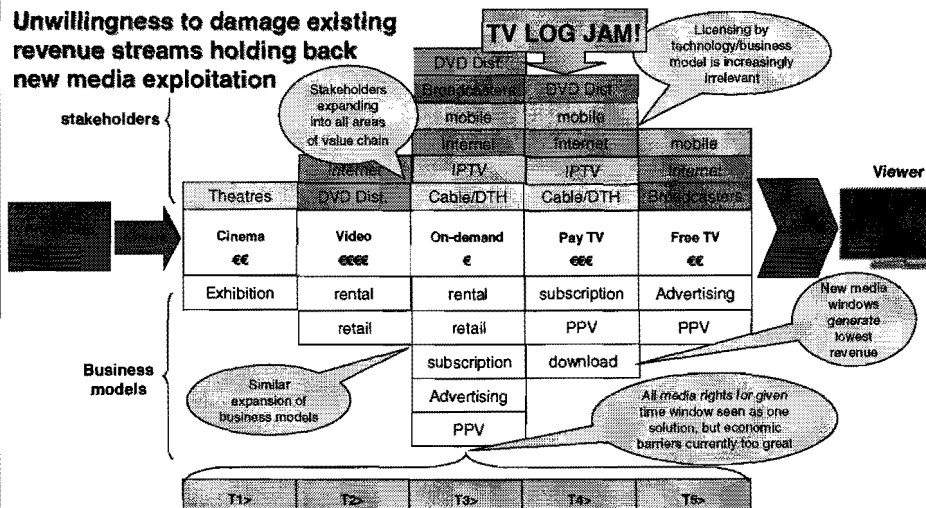 Unwillingness to damage existing
revenue streams holding back
new media exploitation
TV LOG JAM!
Licensing by
technology/business
model is increasingly
irrelevant
stakeholders
Stakeholders
expanding
into all areas
of value chain
DVD Dist.
Broadcasters DVD Dist.
mobile mobile
Internet Internet mobile
Internet IPTV IPTV Internet
Theatres DVD Dist. Cable/DTH Cable/DTH Broadcasters
Viewer
Cinema Video On-demand Pay TV Free TV
€€ €€€€ € €€€ €€
Exhibition rental rental subscription Advertising
retail retail PPV PPV
subscription download
Advertising
PPV
New media
windows
generate
lowest
revenue
Business
models
Similar
expansion of
business models
All media rights for given
time window seen as one
solution, but economic
barriers currently too great
T1> T2> T3> T4> T5>